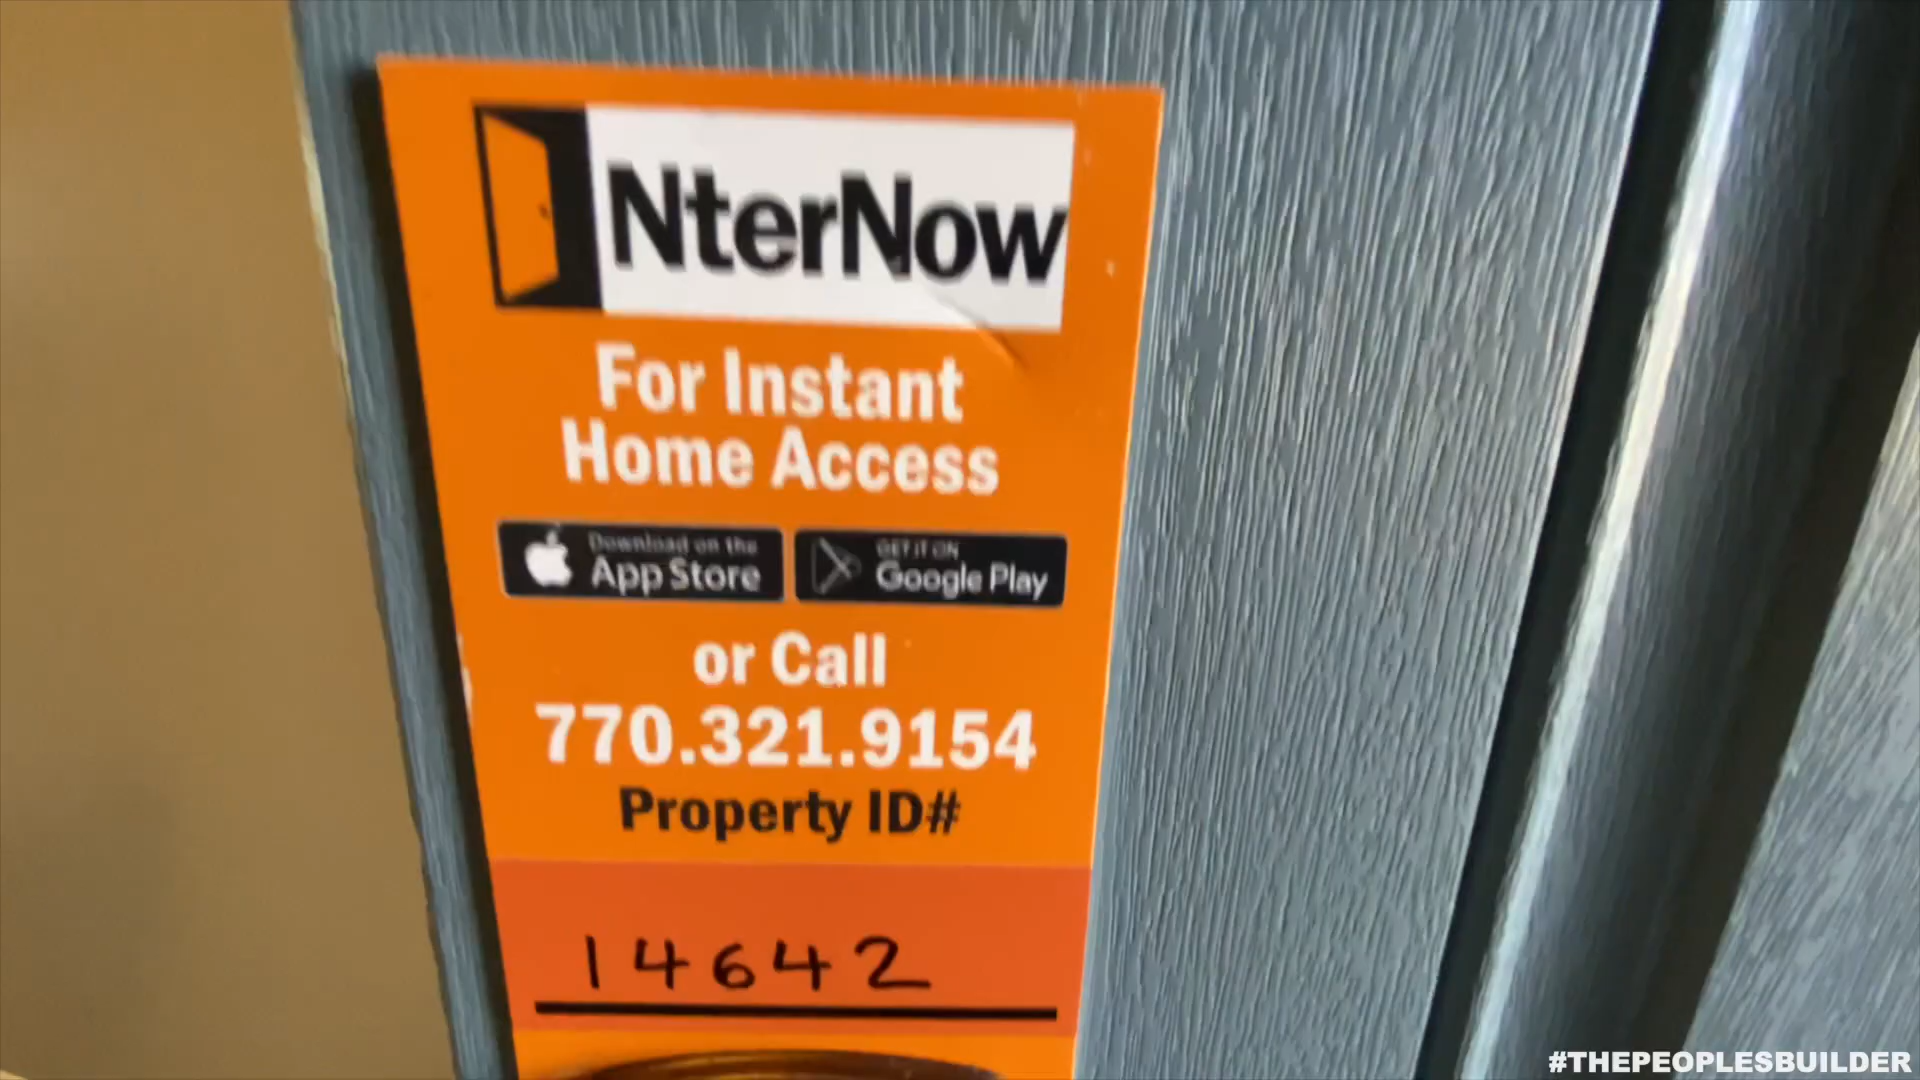 NterNow
For Instant
Home Access
Download on the
App Store
GET IT ON
Google Play
or Call
770.321.9154
Property ID#
14642
#THEPEOPLESBUILDER